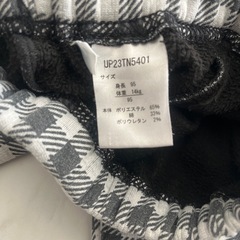 UP23TN5401
サイズ
身長 95
体重 14kg
95
本体 ポリエステル 65%
綿 33%
ポリウレタン 2%